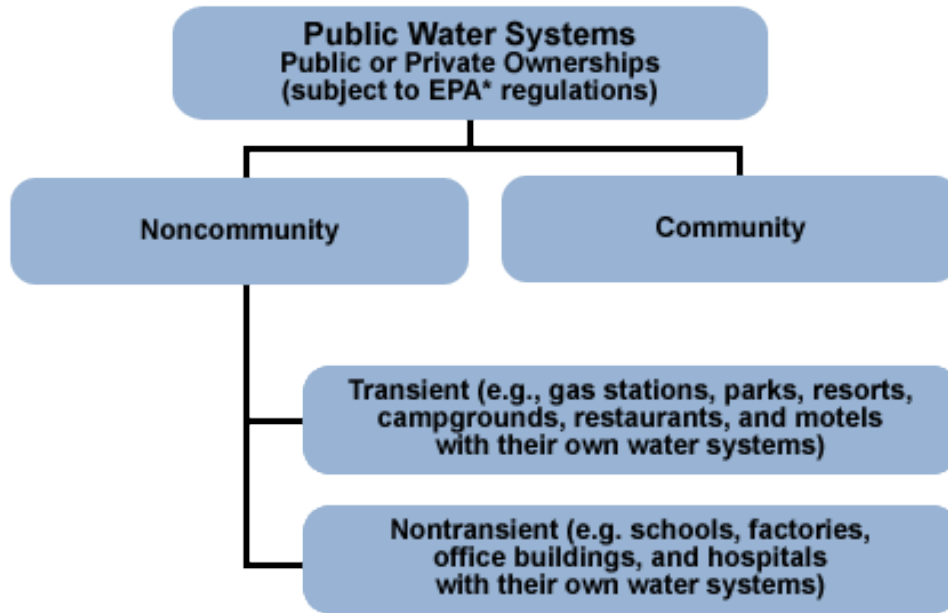 Public Water Systems
Public or Private Ownerships
(subject to EPA* regulations)
Noncommunity
Community
Transient (e.g., gas stations, parks, resorts,
campgrounds, restaurants, and motels
with their own water systems)
Nontransient (e.g. schools, factories,
office buildings, and hospitals
with their own water systems)